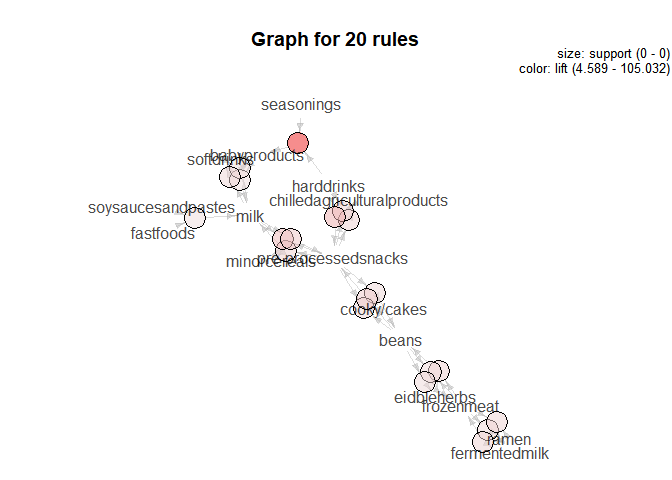 Graph for 20 rules
size: support (0 - 0)
color: lift (4.589 - 105.032)
seasonings
babyproducts
softdrinks
harddrinks
chilledagriculturalproducts
soysaucesandpastes
milk
fastfoods
pre-processedsnacks
mindrcereals
cooky/cakes
beans
eidbleherbs
frozenmeat
ramen
fermentedmilk